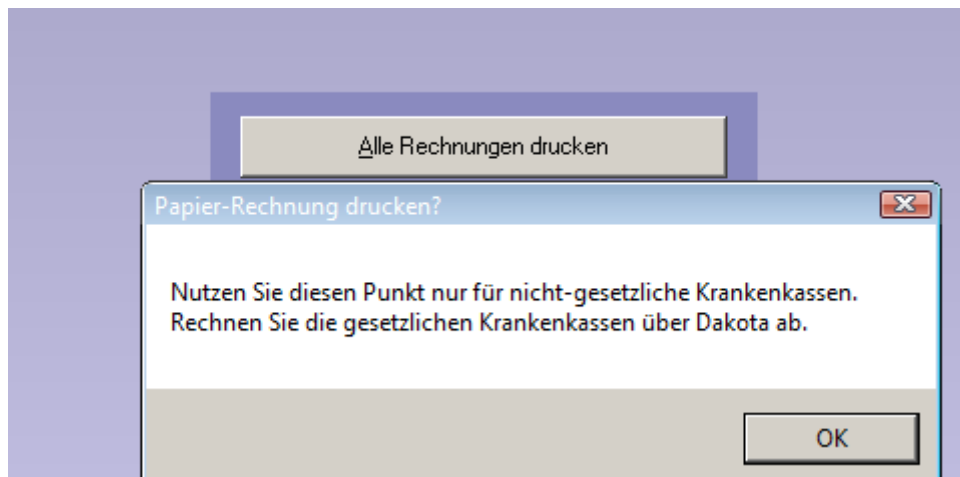 Alle Rechnungen drucken
Papier-Rechnung drucken?
Nutzen Sie diesen Punkt nur für nicht-gesetzliche Krankenkassen.
Rechnen Sie die gesetzlichen Krankenkassen über Dakota ab.
OK